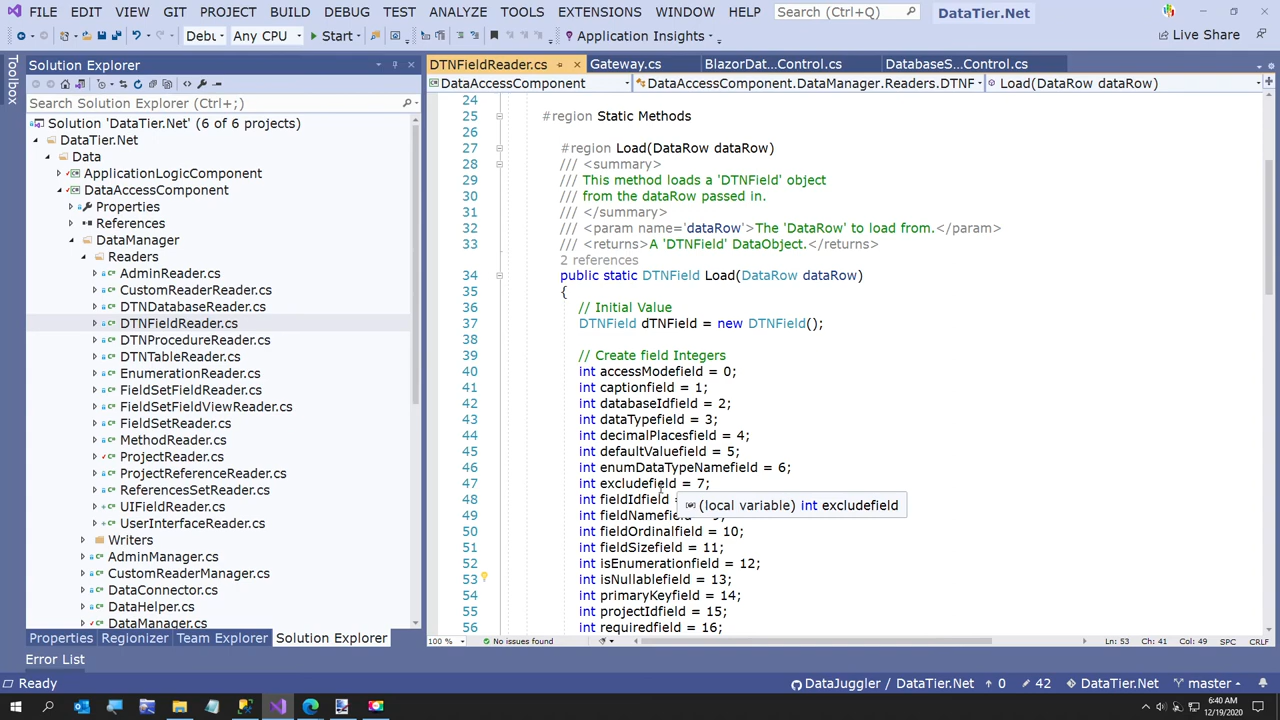 FILE EDIT VIEW GIT PROJECT BUILD DEBUG TEST ANALYZE TOOLS EXTENSIONS WINDOW HELP Search (Ctrl+Q) DataTier.Net
Debu Any CPU Start Application Insights Live Share
Toolbox
Solution Explorer
Search Solution Explorer (Ctrl+;)
Solution 'DataTier.Net' (6 of 6 projects)
DataTier.Net
Data
ApplicationLogicComponent
DataAccessComponent
Properties
References
DataManager
Readers
AdminReader.cs
CustomReaderReader.cs
DTNDatabaseReader.cs
DTNFieldReader.cs
DTNProcedureReader.cs
DTNTableReader.cs
EnumerationReader.cs
FieldSetFieldReader.cs
FieldSetFieldViewReader.cs
FieldSetReader.cs
MethodReader.cs
ProjectReader.cs
ProjectReferenceReader.cs
ReferencesSetReader.cs
UIFieldReader.cs
UserInterfaceReader.cs
Writers
AdminManager.cs
CustomReaderManager.cs
DataConnector.cs
DataHelper.cs
DataManager.cs
Properties Regionizer Team Explorer Solution Explorer
DTNFieldReader.cs Gateway.cs BlazorDat...Control.cs DatabaseS...Control.cs
DataAccessComponent DataAccessComponent.DataManager.Readers.DTNF Load(DataRow dataRow)
24
25 #region Static Methods
26
27 #region Load(DataRow dataRow)
28 /// <summary>
29 /// This method loads a 'DTNField' object
30 /// from the dataRow passed in.
31 /// </summary>
32 /// <param name='dataRow'>The 'DataRow' to load from.</param>
33 /// <returns>A 'DTNField' DataObject.</returns>
2 references
34 public static DTNField Load(DataRow dataRow)
35 {
36 // Initial Value
37 DTNField dTNField = new DTNField();
38
39 // Create field Integers
40 int accessModefield = 0;
41 int captionfield = 1;
42 int databaseIdfield = 2;
43 int dataTypefield = 3;
44 int decimalPlacesfield = 4;
45 int defaultValuefield = 5;
46 int enumDataTypeNamefield = 6;
47 int excludefield = 7;
48 int fieldIdfield
(local variable) int excludefield
49 int fieldNamefield
50 int fieldOrdinalfield = 10;
51 int fieldSizefield = 11;
52 int isEnumerationfield = 12;
53 int isNullablefield = 13;
54 int primaryKeyfield = 14;
55 int projectIdfield = 15;
56 int requiredfield = 16;
100 % No issues found Ln: 53 Ch: 41 Col: 49 SPC CRLF
Error List
Ready DataJuggler / DataTier.Net 0 42 DataTier.Net master
6:40 AM
12/19/2020